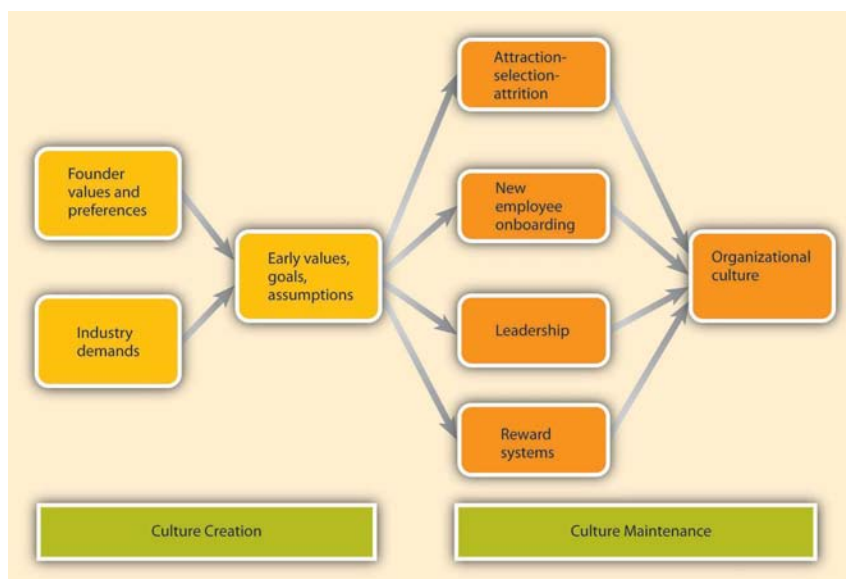 Founder
values and
preferences
Industry
demands
Early values,
goals,
assumptions
Attraction-
selection-
attrition
New
employee
onboarding
Leadership
Reward
systems
Organizational
culture
Culture Creation
Culture Maintenance